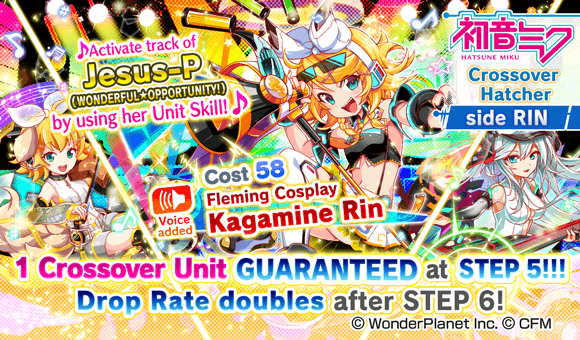 ♪Activate track of
Jesus-P
(WONDERFUL✦OPPORTUNITY!)
by using her Unit Skill!♪
初音ミク
HATSUNE MIKU
Crossover
Hatcher
side RIN
Cost 58
Voice
added
Fleming Cosplay
Kagamine Rin
1 Crossover Unit GUARANTEED at STEP 5!!!
Drop Rate doubles after STEP 6!
© WonderPlanet Inc. © CFM